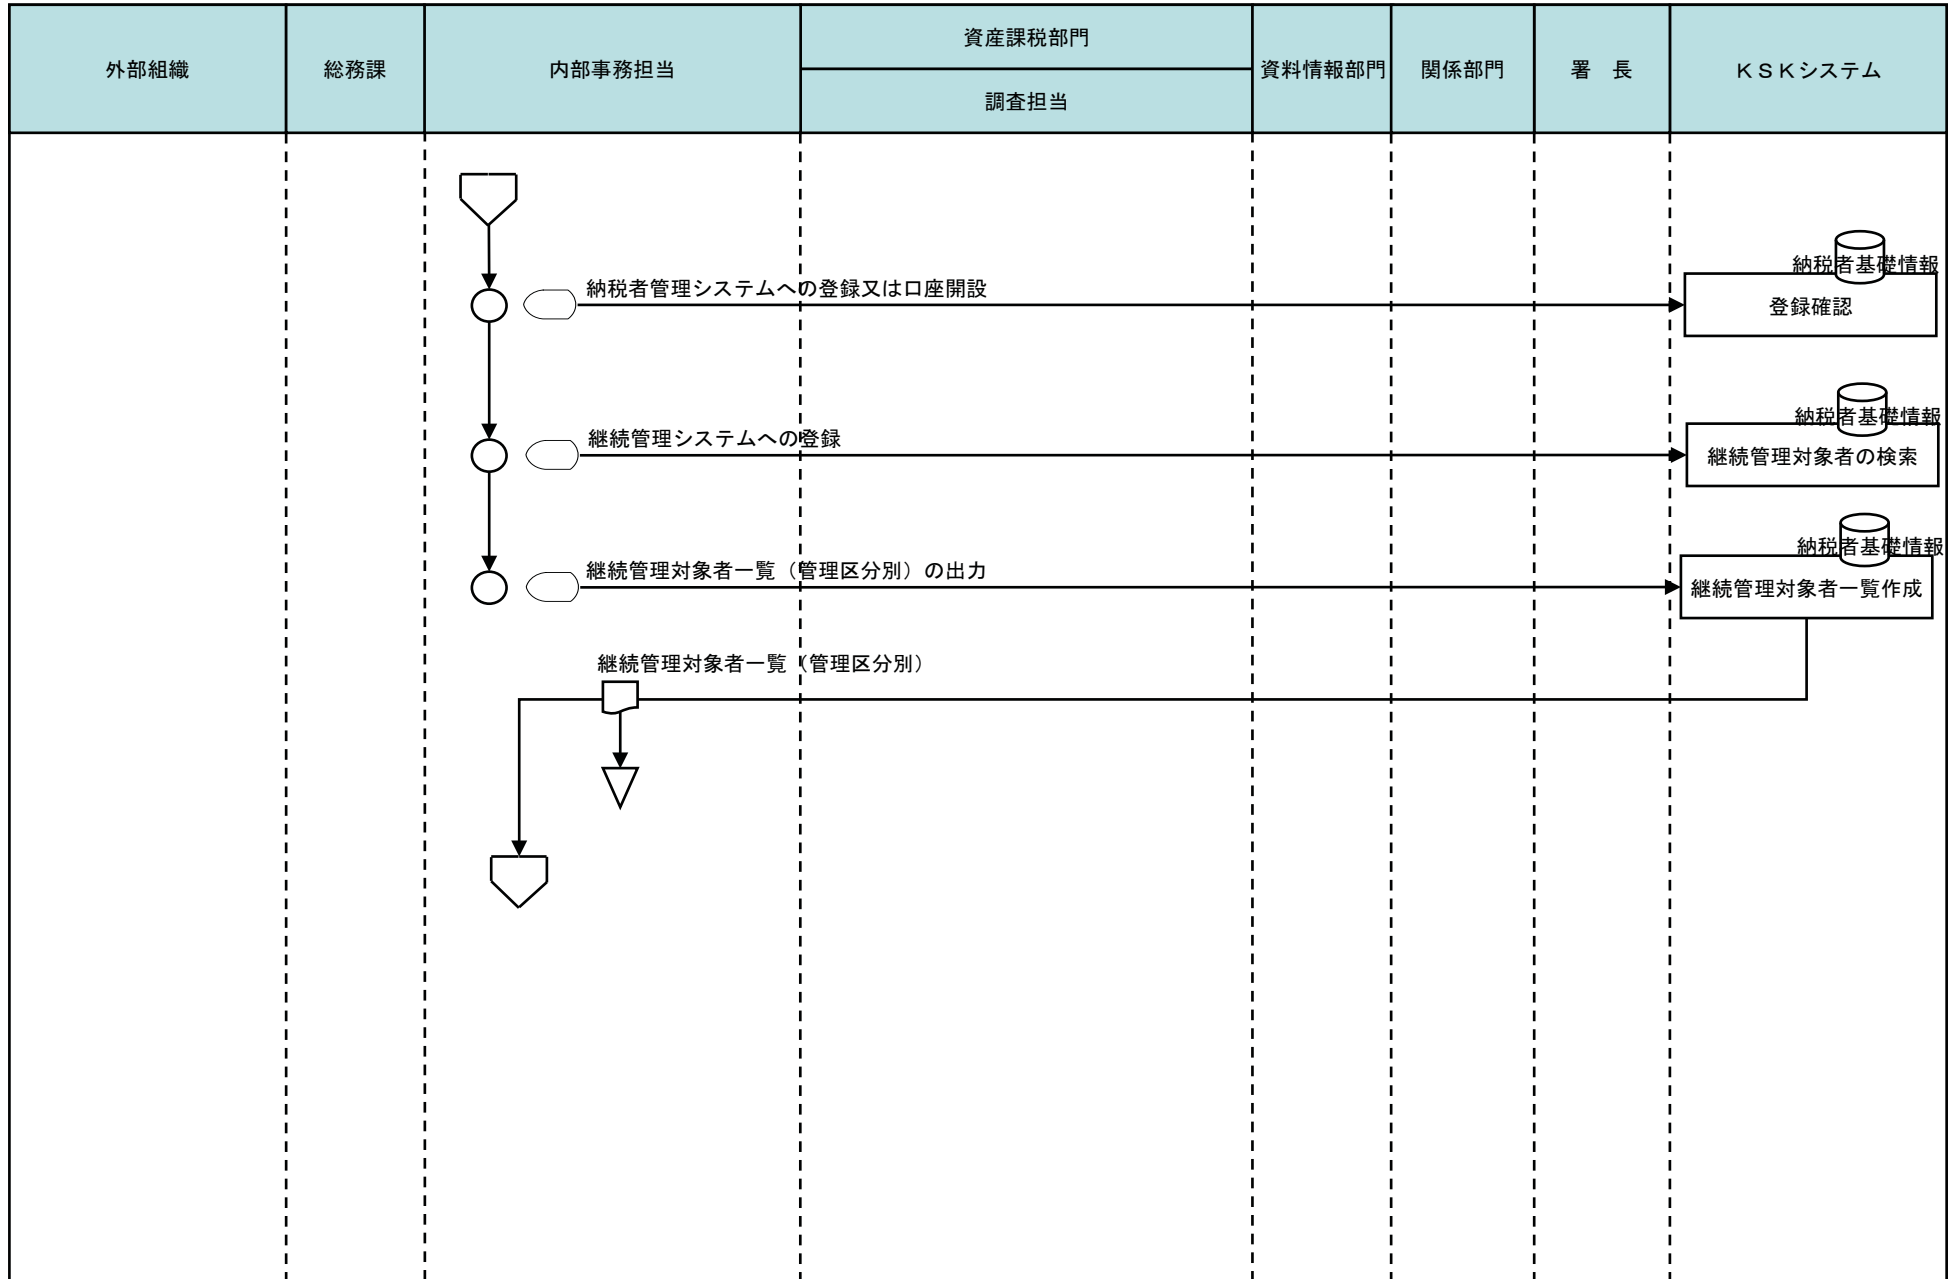 外部組織
総務課
内部事務担当
資産課税部門
調査担当
資料情報部門
関係部門
署　長
ＫＳＫシステム
納税者基礎情報
納税者管理システムへの登録又は口座開設
登録確認
納税者基礎情報
継続管理システムへの登録
継続管理対象者の検索
納税者基礎情報
継続管理対象者一覧（管理区分別）の出力
継続管理対象者一覧作成
継続管理対象者一覧（管理区分別）